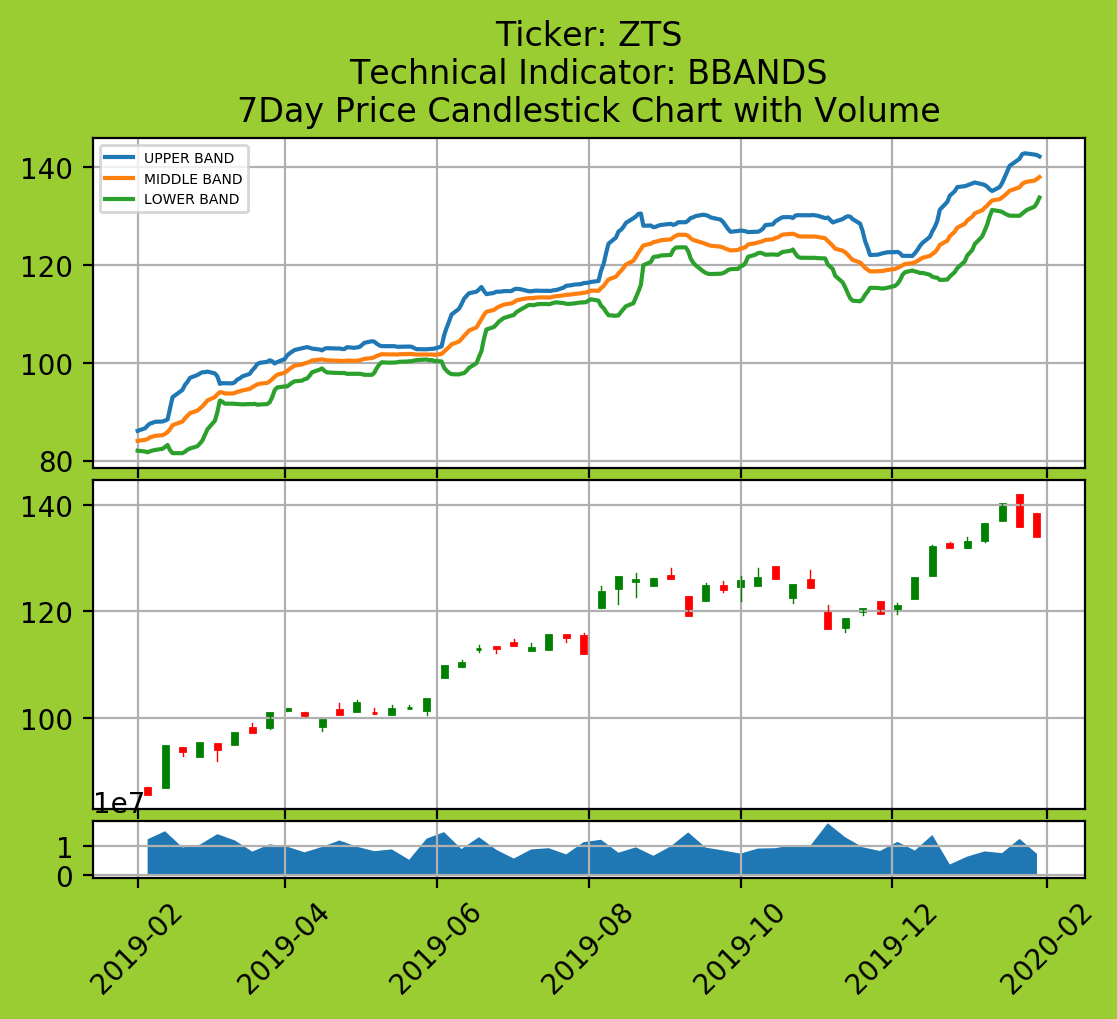 Ticker: ZTS
Technical Indicator: BBANDS
7Day Price Candlestick Chart with Volume
140
120
100
80
UPPER BAND
MIDDLE BAND
LOWER BAND
140
120
100
1e7
1
0
2019-02
2019-04
2019-06
2019-08
2019-10
2019-12
2020-02